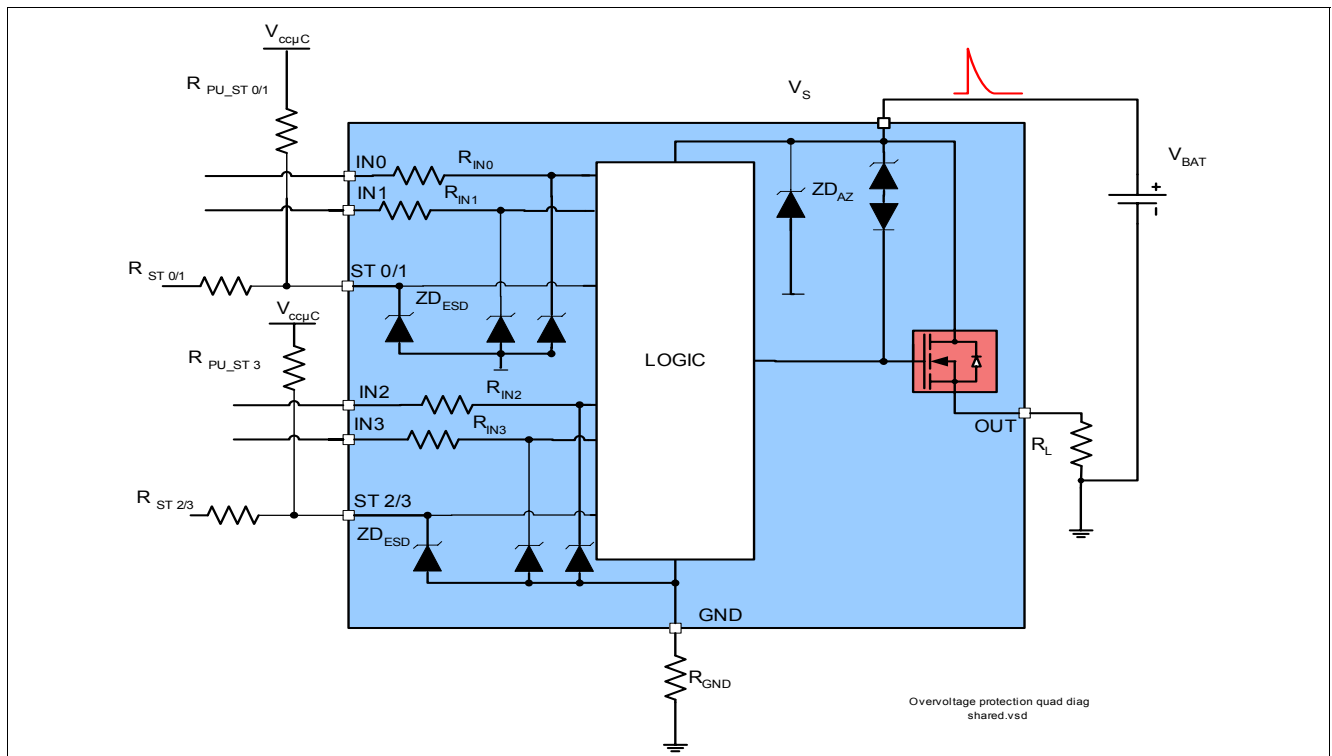 VccµC
R PU_ST 0/1
VS
VBAT
+
-
IN0
RIN0
IN1
RIN1
R ST 0/1
ST 0/1
ZDESD
ZDAZ
VccµC
R PU_ST 3
LOGIC
IN2
RIN2
IN3
RIN3
OUT
RL
R ST 2/3
ST 2/3
ZDESD
GND
RGND
Overvoltage protection quad diag
shared.vsd